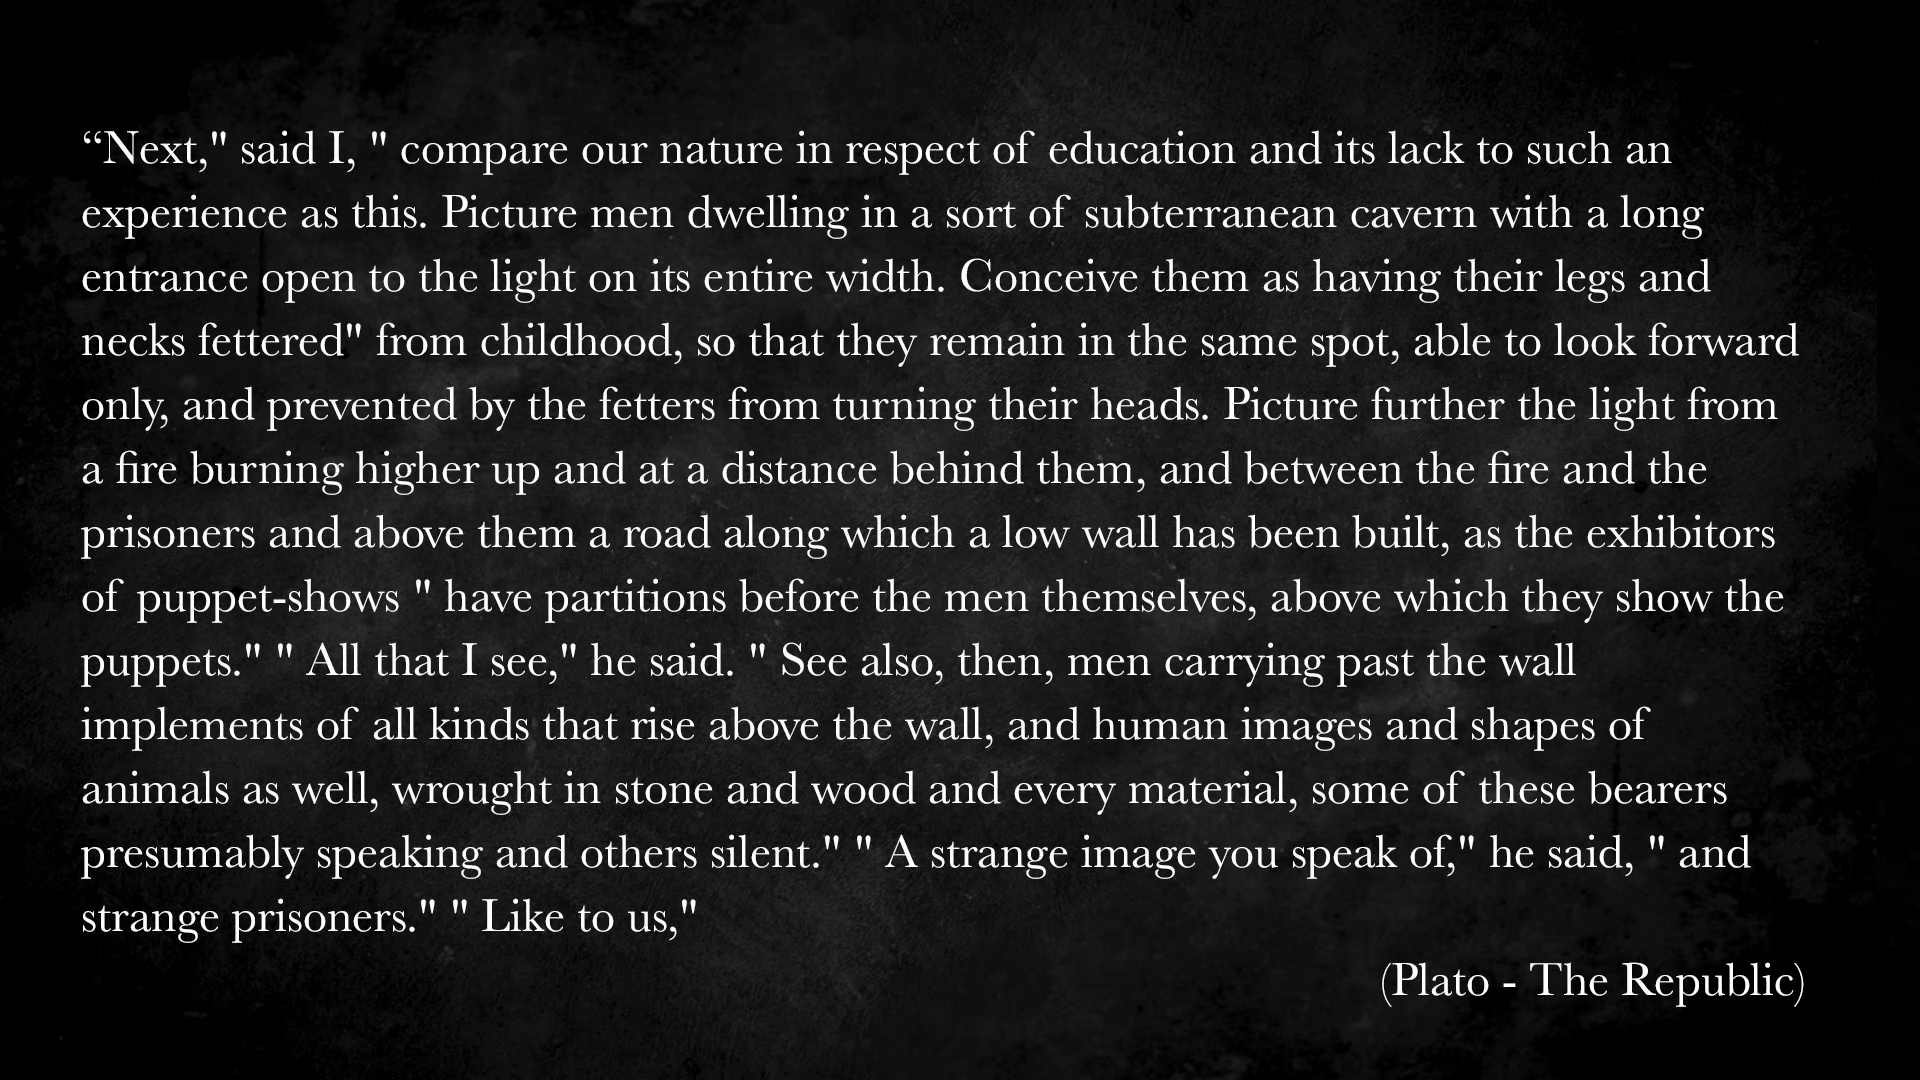 “Next," said I, " compare our nature in respect of education and its lack to such an
experience as this. Picture men dwelling in a sort of subterranean cavern with a long
entrance open to the light on its entire width. Conceive them as having their legs and
necks fettered" from childhood, so that they remain in the same spot, able to look forward
only, and prevented by the fetters from turning their heads. Picture further the light from
a fire burning higher up and at a distance behind them, and between the fire and the
prisoners and above them a road along which a low wall has been built, as the exhibitors
of puppet-shows " have partitions before the men themselves, above which they show the
puppets." " All that I see," he said. " See also, then, men carrying past the wall
implements of all kinds that rise above the wall, and human images and shapes of
animals as well, wrought in stone and wood and every material, some of these bearers
presumably speaking and others silent." " A strange image you speak of," he said, " and
strange prisoners." " Like to us,"
(Plato - The Republic)